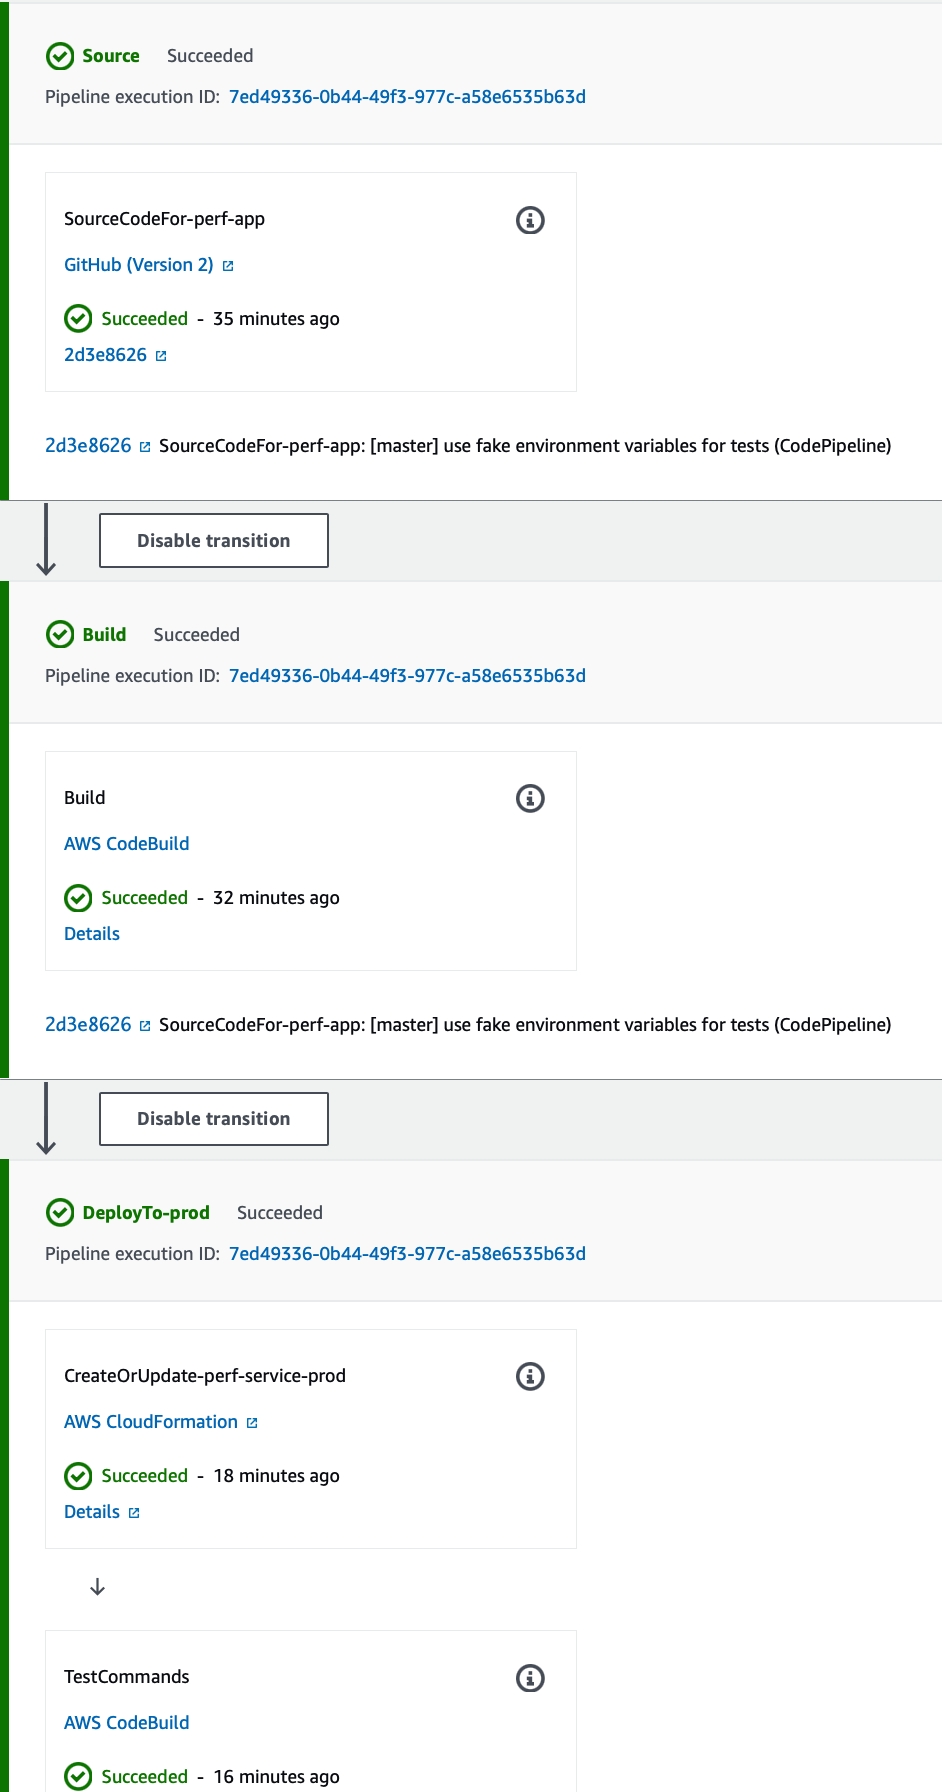 Source Succeeded
Pipeline execution ID: 7ed49336-0b44-49f3-977c-a58e6535b63d
SourceCodeFor-perf-app
GitHub (Version 2)
Succeeded - 35 minutes ago
2d3e8626
2d3e8626 SourceCodeFor-perf-app: [master] use fake environment variables for tests (CodePipeline)
Disable transition
Build Succeeded
Pipeline execution ID: 7ed49336-0b44-49f3-977c-a58e6535b63d
Build
AWS CodeBuild
Succeeded - 32 minutes ago
Details
2d3e8626 SourceCodeFor-perf-app: [master] use fake environment variables for tests (CodePipeline)
Disable transition
DeployTo-prod Succeeded
Pipeline execution ID: 7ed49336-0b44-49f3-977c-a58e6535b63d
CreateOrUpdate-perf-service-prod
AWS CloudFormation
Succeeded - 18 minutes ago
Details
TestCommands
AWS CodeBuild
Succeeded - 16 minutes ago